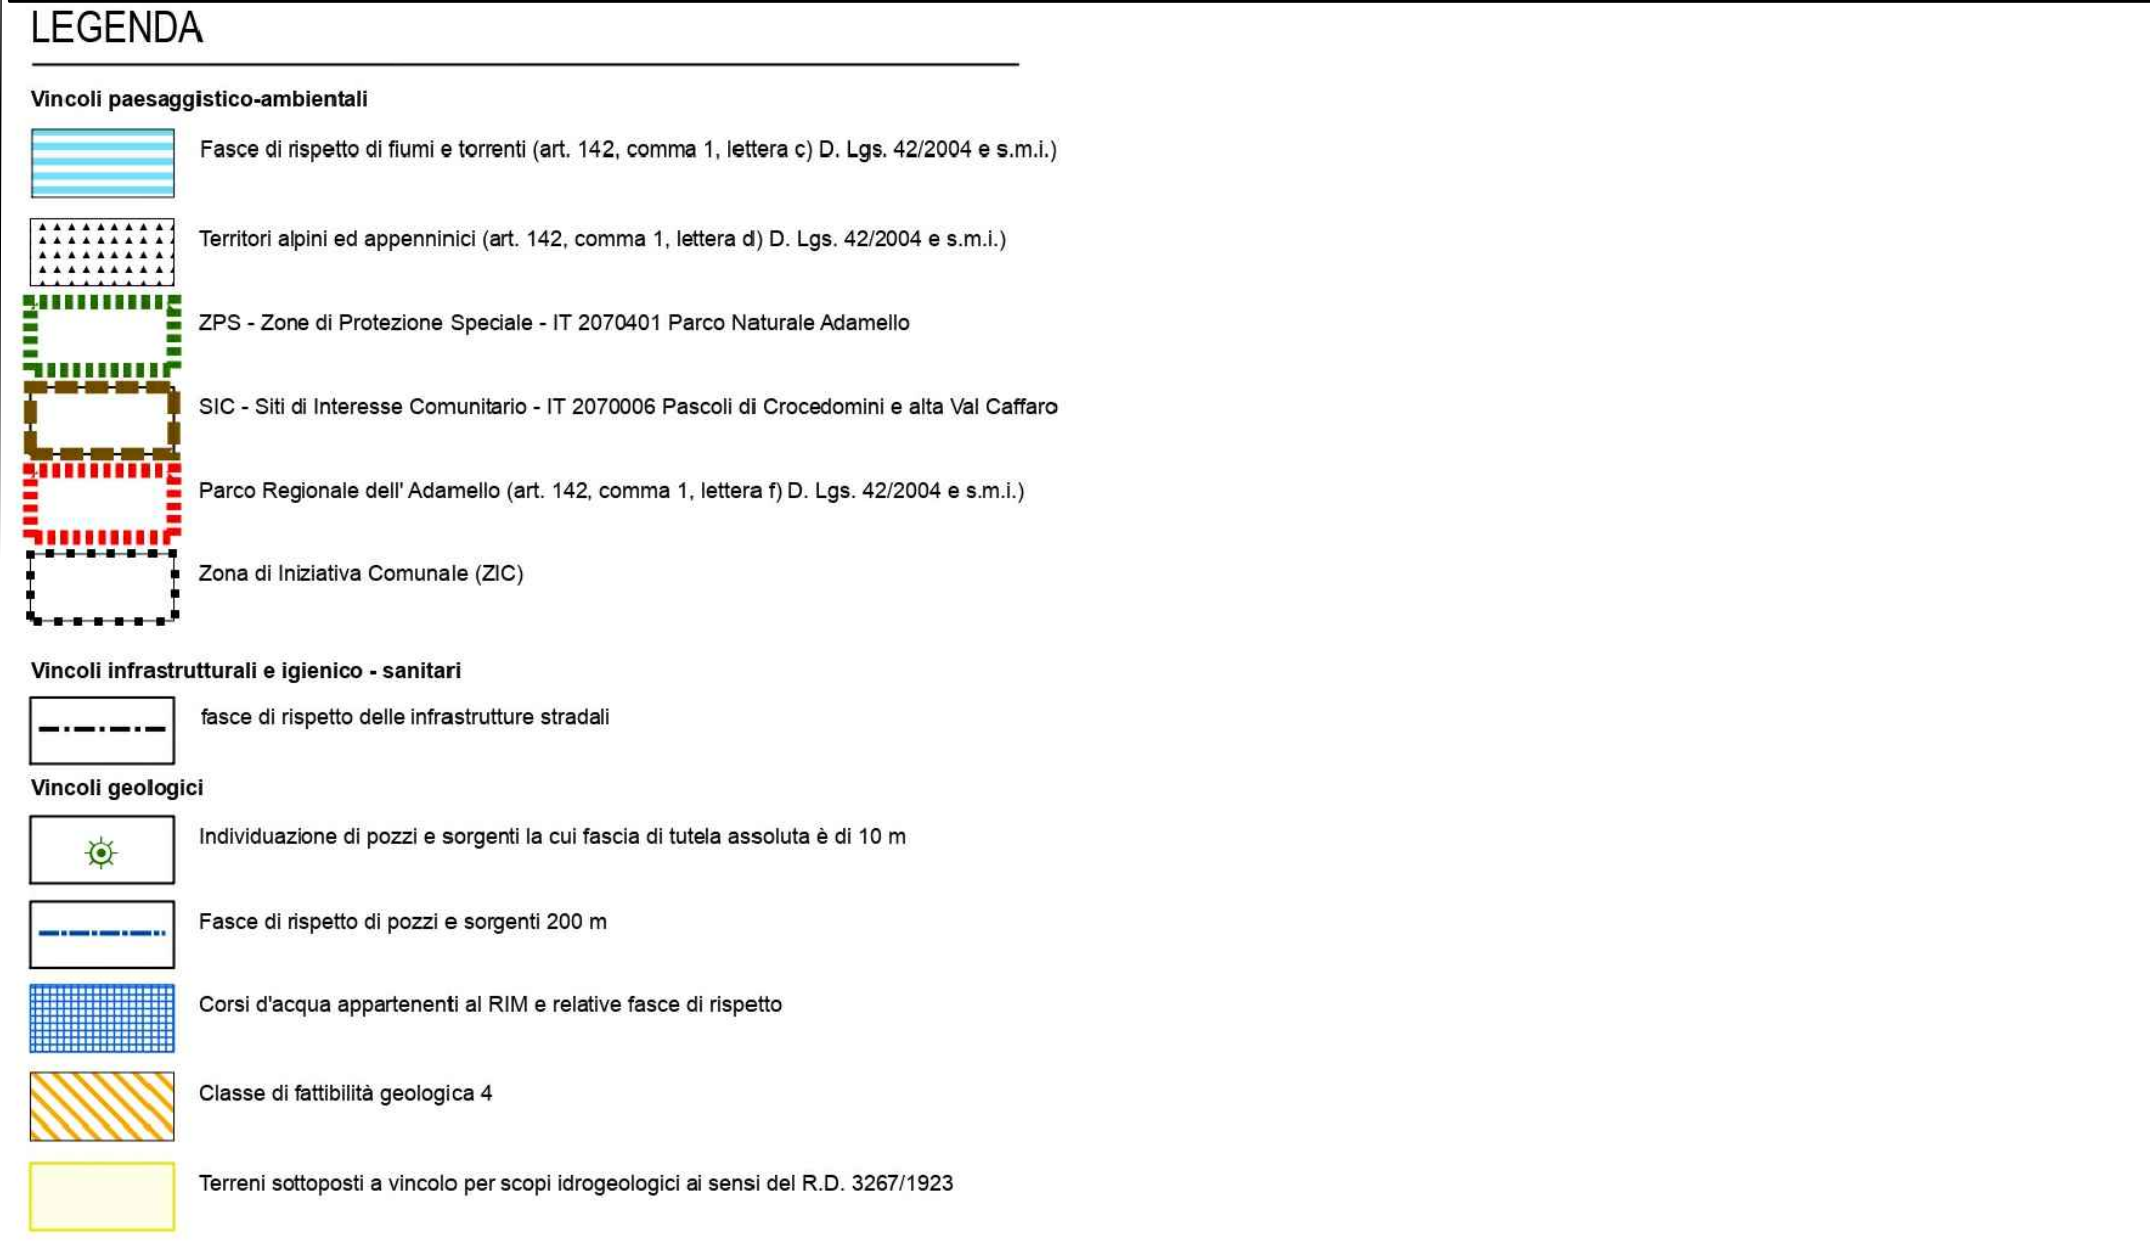 LEGENDA
Vincoli paesaggistico-ambientali
Fasce di rispetto di fiumi e torrenti (art. 142, comma 1, lettera c) D. Lgs. 42/2004 e s.m.i.)
Territori alpini ed appenninici (art. 142, comma 1, lettera d) D. Lgs. 42/2004 e s.m.i.)
ZPS - Zone di Protezione Speciale - IT 2070401 Parco Naturale Adamello
SIC - Siti di Interesse Comunitario - IT 2070006 Pascoli di Crocedomini e alta Val Caffaro
Parco Regionale dell' Adamello (art. 142, comma 1, lettera f) D. Lgs. 42/2004 e s.m.i.)
Zona di Iniziativa Comunale (ZIC)
Vincoli infrastrutturali e igienico - sanitari
fasce di rispetto delle infrastrutture stradali
Vincoli geologici
Individuazione di pozzi e sorgenti la cui fascia di tutela assoluta è di 10 m
Fasce di rispetto di pozzi e sorgenti 200 m
Corsi d'acqua appartenenti al RIM e relative fasce di rispetto
Classe di fattibilità geologica 4
Terreni sottoposti a vincolo per scopi idrogeologici ai sensi del R.D. 3267/1923